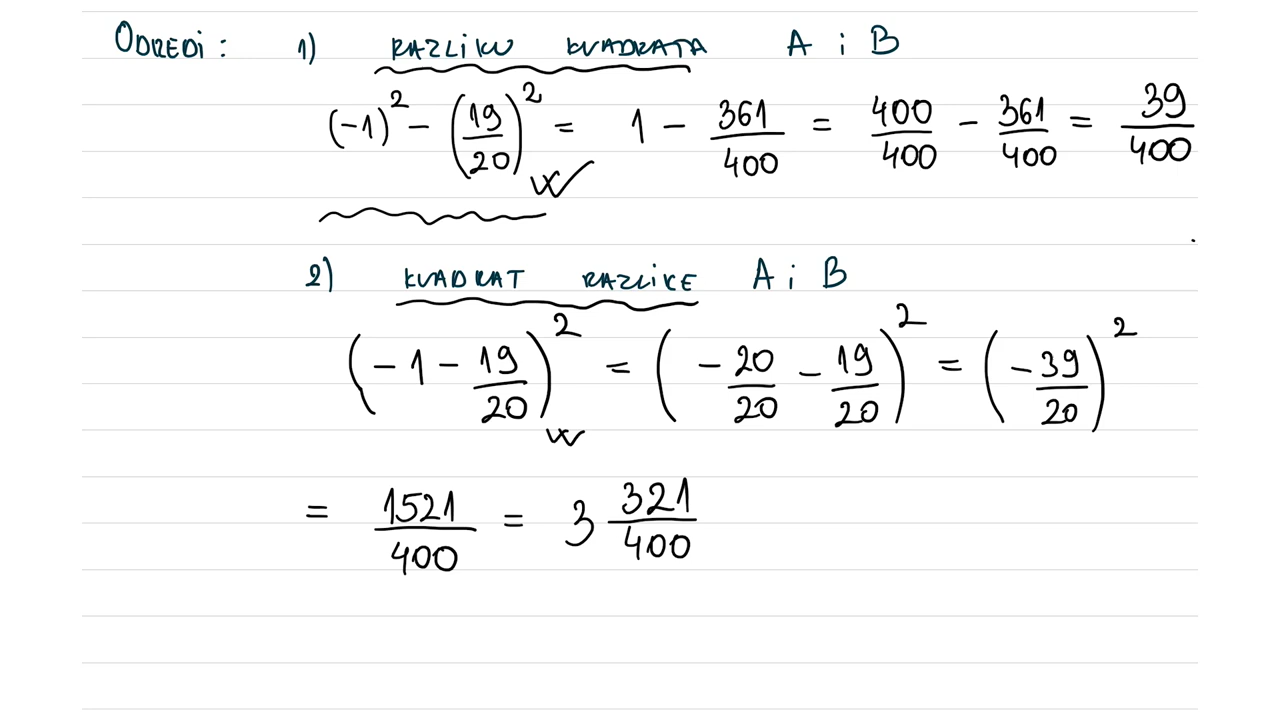 ODREDi : 1) RAZLiKU KVADRATA A i B
(-1)² - (19/20)² = 1 - 361/400 = 400/400 - 361/400 = 39/400
2) KVADRAT RAZLiKE A i B
(-1 - 19/20)² = (-20/20 - 19/20)² = (-39/20)²
= 1521/400 = 3 321/400